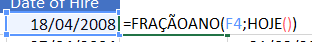 Date of Hire
18/04/2008 =FRAÇÃOANO(F4;HOJE())